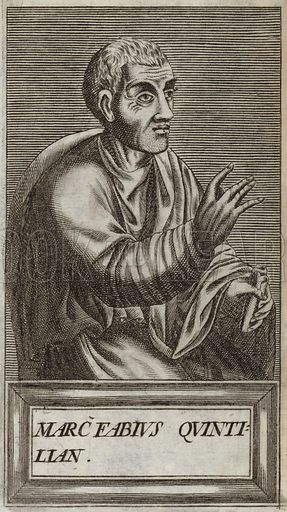 MARC̃ FABIVS QVINTI-
LIAN.